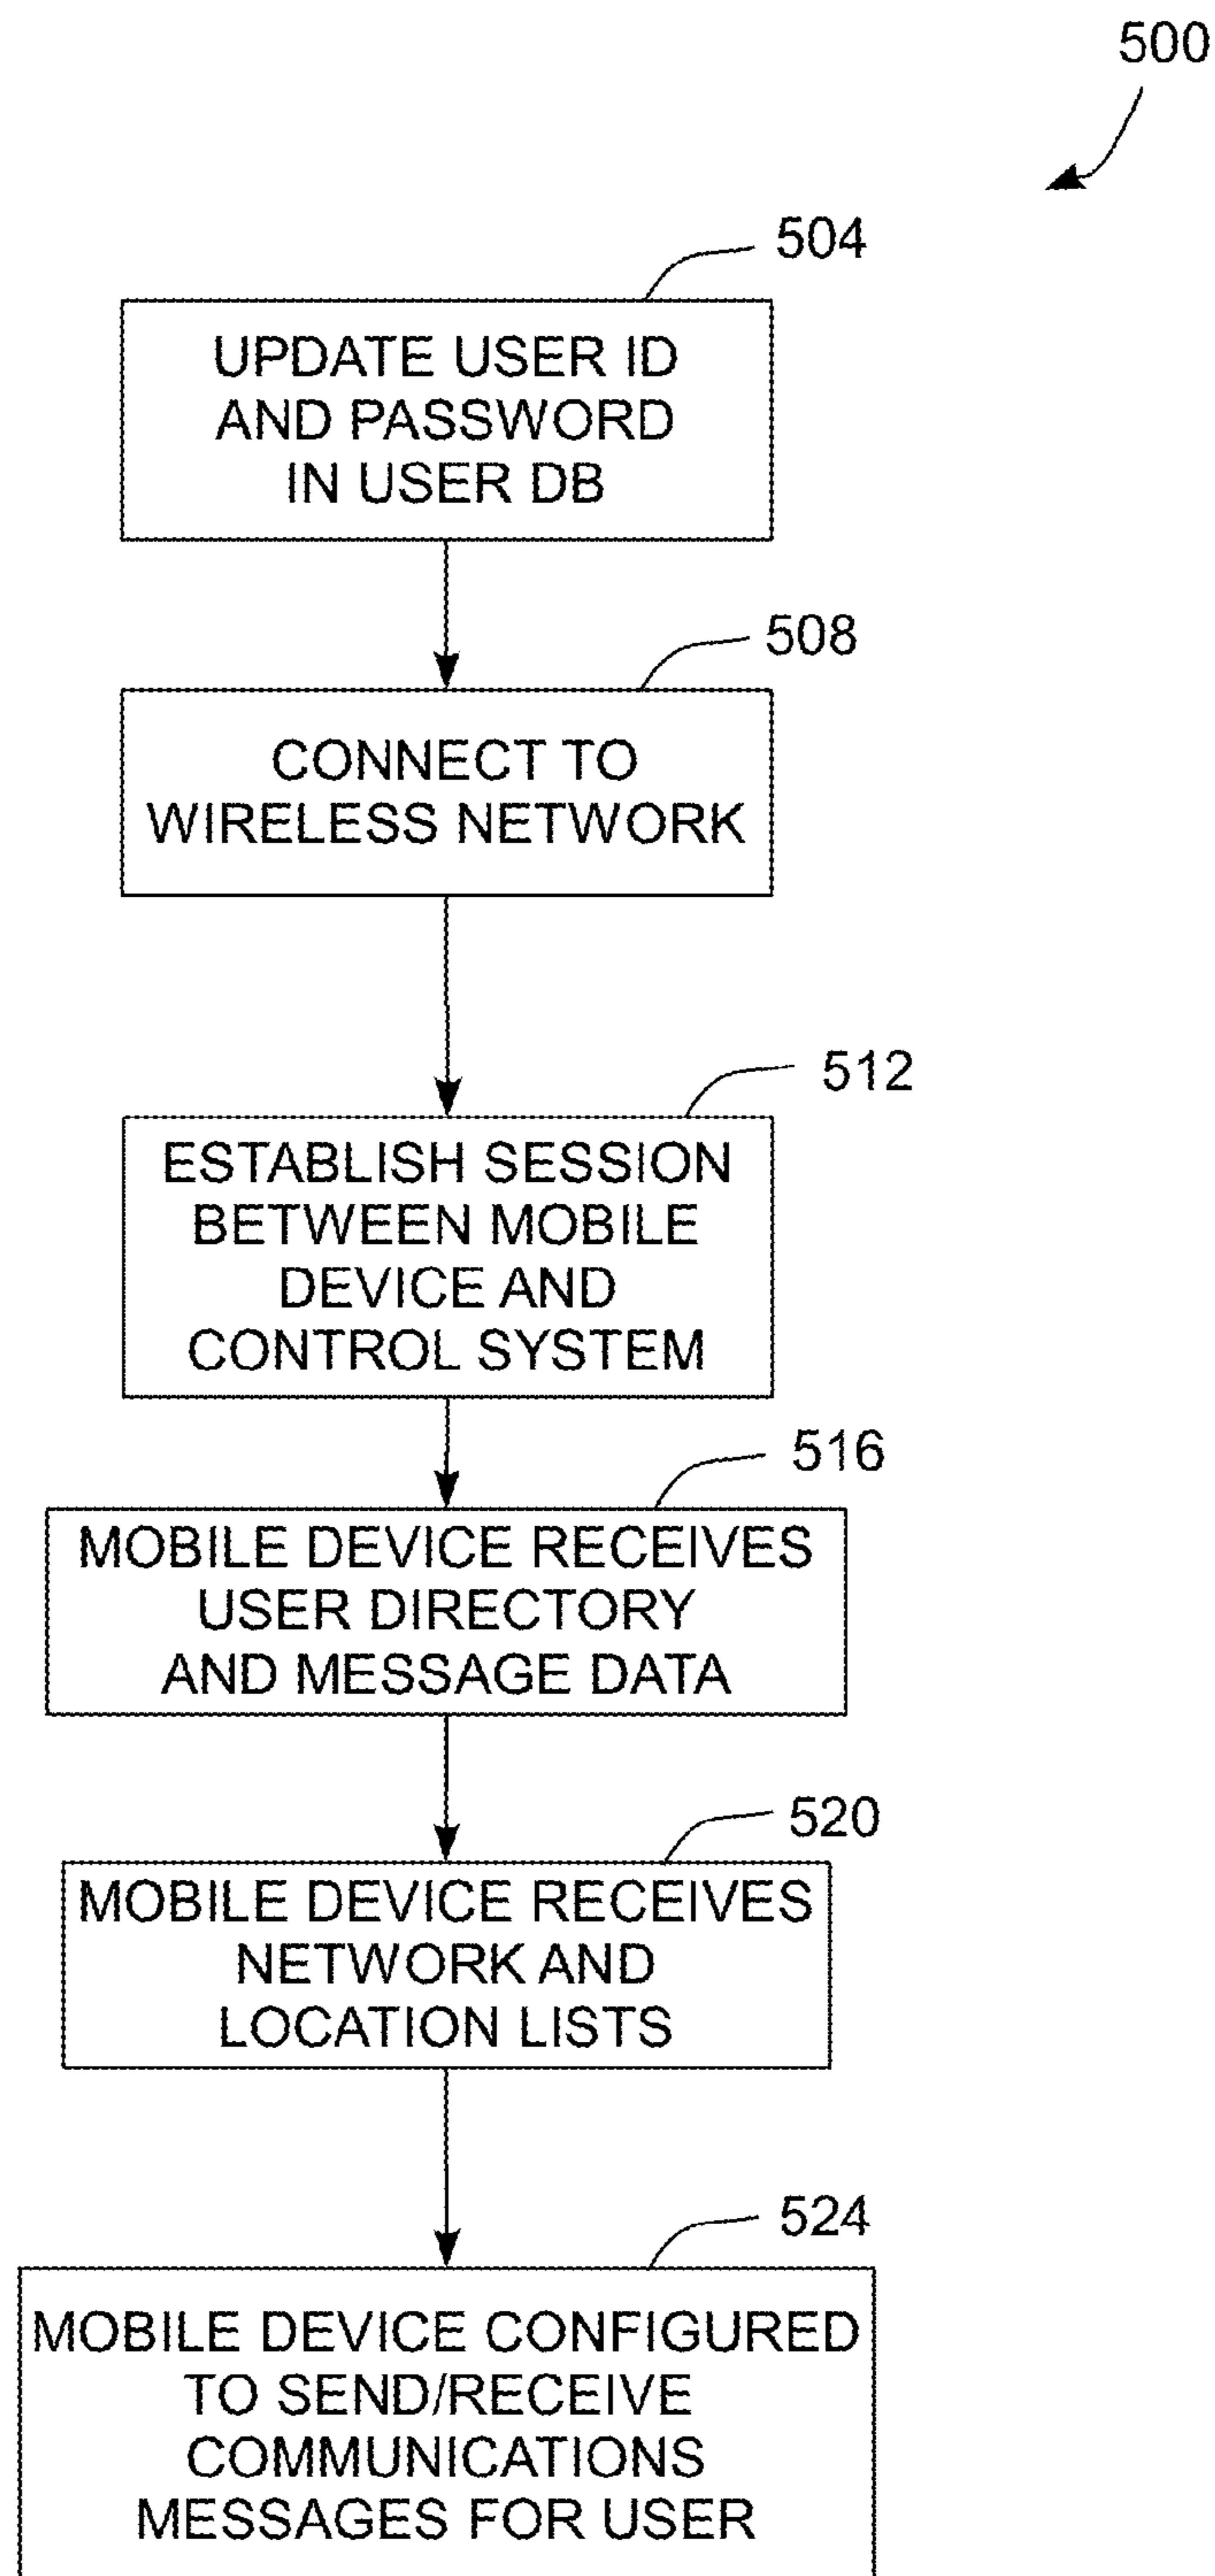 500
504
UPDATE USER ID
AND PASSWORD
IN USER DB
508
CONNECT TO
WIRELESS NETWORK
512
ESTABLISH SESSION
BETWEEN MOBILE
DEVICE AND
CONTROL SYSTEM
516
MOBILE DEVICE RECEIVES
USER DIRECTORY
AND MESSAGE DATA
520
MOBILE DEVICE RECEIVES
NETWORK AND
LOCATION LISTS
524
MOBILE DEVICE CONFIGURED
TO SEND/RECEIVE
COMMUNICATIONS
MESSAGES FOR USER